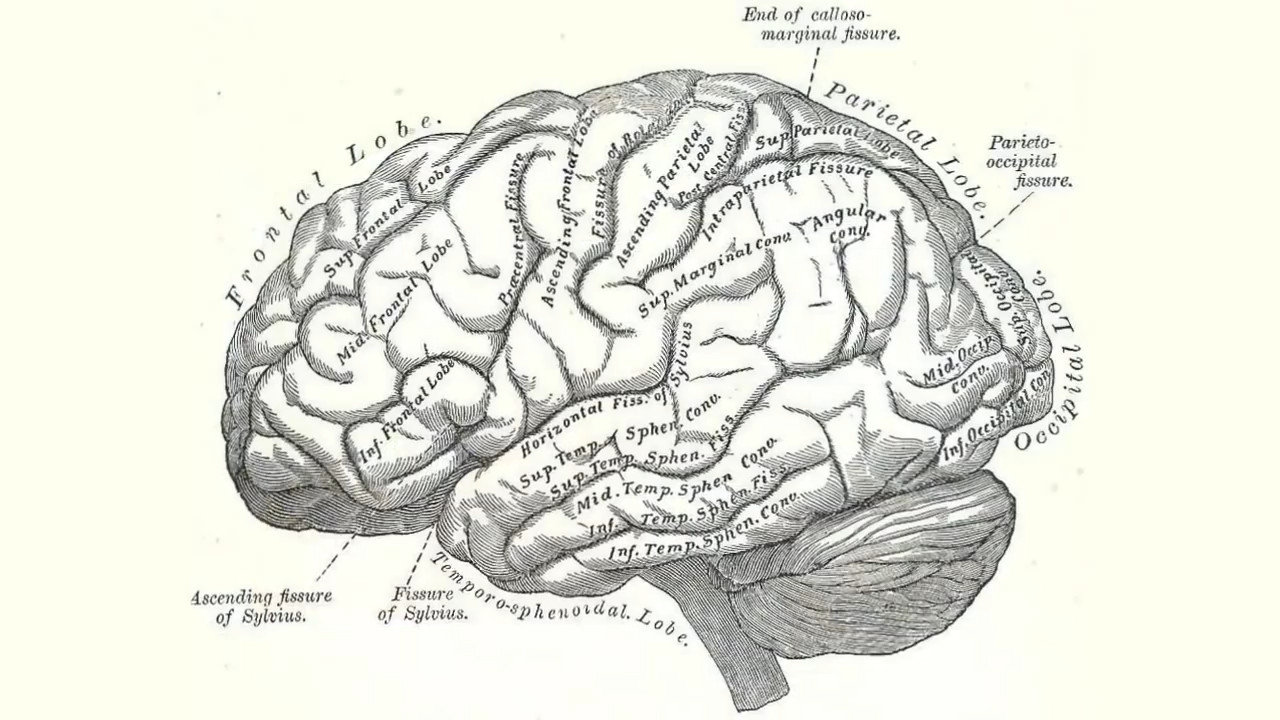 End of calloso-
marginal fissure.
Frontal Lobe.
Parietal Lobe.
Parieto-
occipital
fissure.
Occipital Lobe.
Sup. Frontal Lobe
Mid. Frontal Lobe
Inf. Frontal Lobe
Præcentral Fissure
Ascending Frontal Lobe
Fissure of
Ascending Parietal
Lobe
Post Central Fiss.
Sup. Parietal Lobe
Intraparietal Fissure
Sup. Marginal Conv.
Angular
Conv.
Sup. Occipital
Conv.
Mid. Occip.
Conv.
Inf. Occipital Con
Horizontal Fiss. of Sylvius
Sup. Temp. Sphen. Conv.
Sup. Temp. Sphen. Fiss.
Mid. Temp. Sphen Conv.
Inf. Temp. Sphen. Fiss.
Inf. Temp. Sphen. Conv.
Ascending fissure
of Sylvius.
Fissure
of Sylvius.
Temporo-sphenoidal. Lobe.